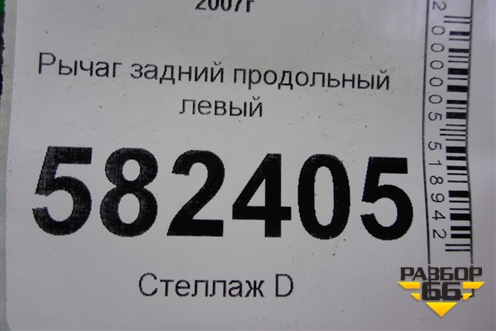 2007г
Рычаг задний продольный
левый
582405
Стеллаж D
2000005518942
РАЗБОР
66